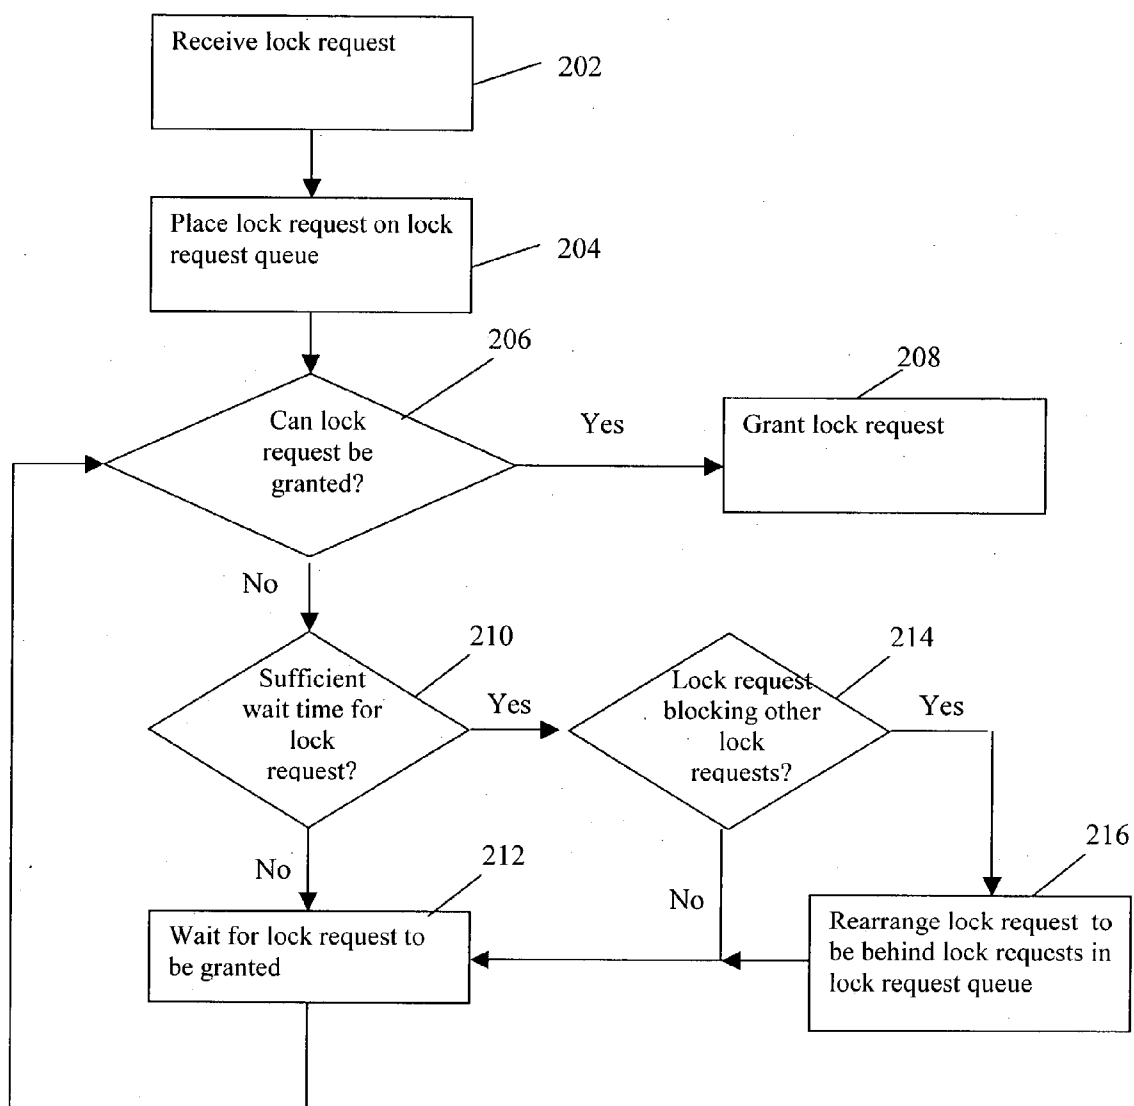 Receive lock request
202
Place lock request on lock
request queue
204
206
Can lock
request be
granted?
Yes
208
Grant lock request
No
210
Sufficient
wait time for
lock
request?
Yes
214
Lock request
blocking other
lock
requests?
Yes
No
212
Wait for lock request to
be granted
No
216
Rearrange lock request to
be behind lock requests in
lock request queue